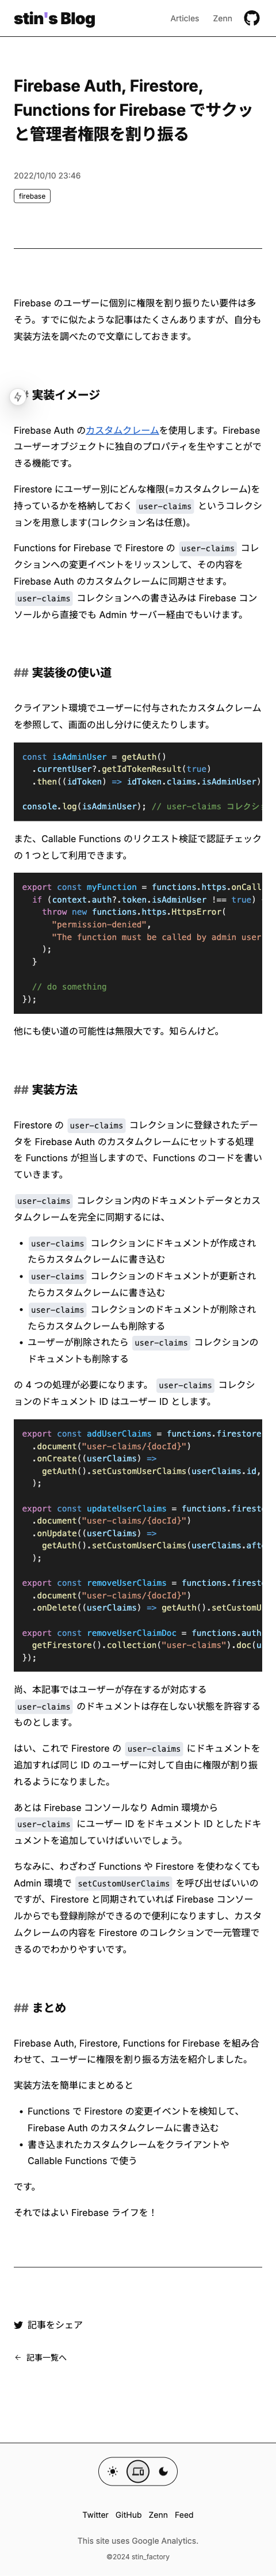 stin's Blog
Articles
Zenn
Firebase Auth, Firestore,
Functions for Firebase でサクッ
と管理者権限を割り振る
2022/10/10 23:46
firebase
Firebase のユーザーに個別に権限を割り振りたい要件は多
そう。すでに似たような記事はたくさんありますが、自分も
実装方法を調べたので文章にしておきます。
## 実装イメージ
Firebase Auth のカスタムクレームを使用します。Firebase
ユーザーオブジェクトに独自のプロパティを生やすことがで
きる機能です。
Firestore にユーザー別にどんな権限(=カスタムクレーム)を
持っているかを格納しておく user-claims というコレクシ
ョンを用意します(コレクション名は任意)。
Functions for Firebase で Firestore の user-claims コレ
クションへの変更イベントをリッスンして、その内容を
Firebase Auth のカスタムクレームに同期させます。
user-claims コレクションへの書き込みは Firebase コン
ソールから直接でも Admin サーバー経由でもいけます。
## 実装後の使い道
クライアント環境でユーザーに付与されたカスタムクレーム
を参照して、画面の出し分けに使えたりします。
const isAdminUser = getAuth()
.currentUser?.getIdTokenResult(true)
.then((idToken) => idToken.claims.isAdminUser)
console.log(isAdminUser); // user-claims コレクシ
また、Callable Functions のリクエスト検証で認証チェック
の 1 つとして利用できます。
export const myFunction = functions.https.onCall
if (context.auth?.token.isAdminUser !== true)
throw new functions.https.HttpsError(
"permission-denied",
"The function must be called by admin user
);
}
// do something
});
他にも使い道の可能性は無限大です。知らんけど。
## 実装方法
Firestore の user-claims コレクションに登録されたデー
タを Firebase Auth のカスタムクレームにセットする処理
を Functions が担当しますので、Functions のコードを書い
ていきます。
user-claims コレクション内のドキュメントデータとカス
タムクレームを完全に同期するには、
• user-claims コレクションにドキュメントが作成され
たらカスタムクレームに書き込む
• user-claims コレクションのドキュメントが更新され
たらカスタムクレームに書き込む
• user-claims コレクションのドキュメントが削除され
たらカスタムクレームも削除する
• ユーザーが削除されたら user-claims コレクションの
ドキュメントも削除する
の 4 つの処理が必要になります。 user-claims コレクシ
ョンのドキュメント ID はユーザー ID とします。
export const addUserClaims = functions.firestore
.document("user-claims/{docId}")
.onCreate((userClaims) =>
getAuth().setCustomUserClaims(userClaims.id,
);
export const updateUserClaims = functions.firest
.document("user-claims/{docId}")
.onUpdate((userClaims) =>
getAuth().setCustomUserClaims(userClaims.aft
);
export const removeUserClaims = functions.firest
.document("user-claims/{docId}")
.onDelete((userClaims) => getAuth().setCustomU
export const removeUserClaimDoc = functions.auth
getFirestore().collection("user-claims").doc(u
});
尚、本記事ではユーザーが存在するが対応する
user-claims のドキュメントは存在しない状態を許容する
ものとします。
はい、これで Firestore の user-claims にドキュメントを
追加すれば同じ ID のユーザーに対して自由に権限が割り振
れるようになりました。
あとは Firebase コンソールなり Admin 環境から
user-claims にユーザー ID をドキュメント ID としたドキ
ュメントを追加していけばいいでしょう。
ちなみに、わざわざ Functions や Firestore を使わなくても
Admin 環境で setCustomUserClaims を呼び出せばいいの
ですが、Firestore と同期されていれば Firebase コンソー
ルからでも登録削除ができるので便利になりますし、カスタ
ムクレームの内容を Firestore のコレクションで一元管理で
きるのでわかりやすいです。
## まとめ
Firebase Auth, Firestore, Functions for Firebase を組み合
わせて、ユーザーに権限を割り振る方法を紹介しました。
実装方法を簡単にまとめると
• Functions で Firestore の変更イベントを検知して、
Firebase Auth のカスタムクレームに書き込む
• 書き込まれたカスタムクレームをクライアントや
Callable Functions で使う
です。
それではよい Firebase ライフを！
記事をシェア
← 記事一覧へ
Twitter GitHub Zenn Feed
This site uses Google Analytics.
©2024 stin_factory